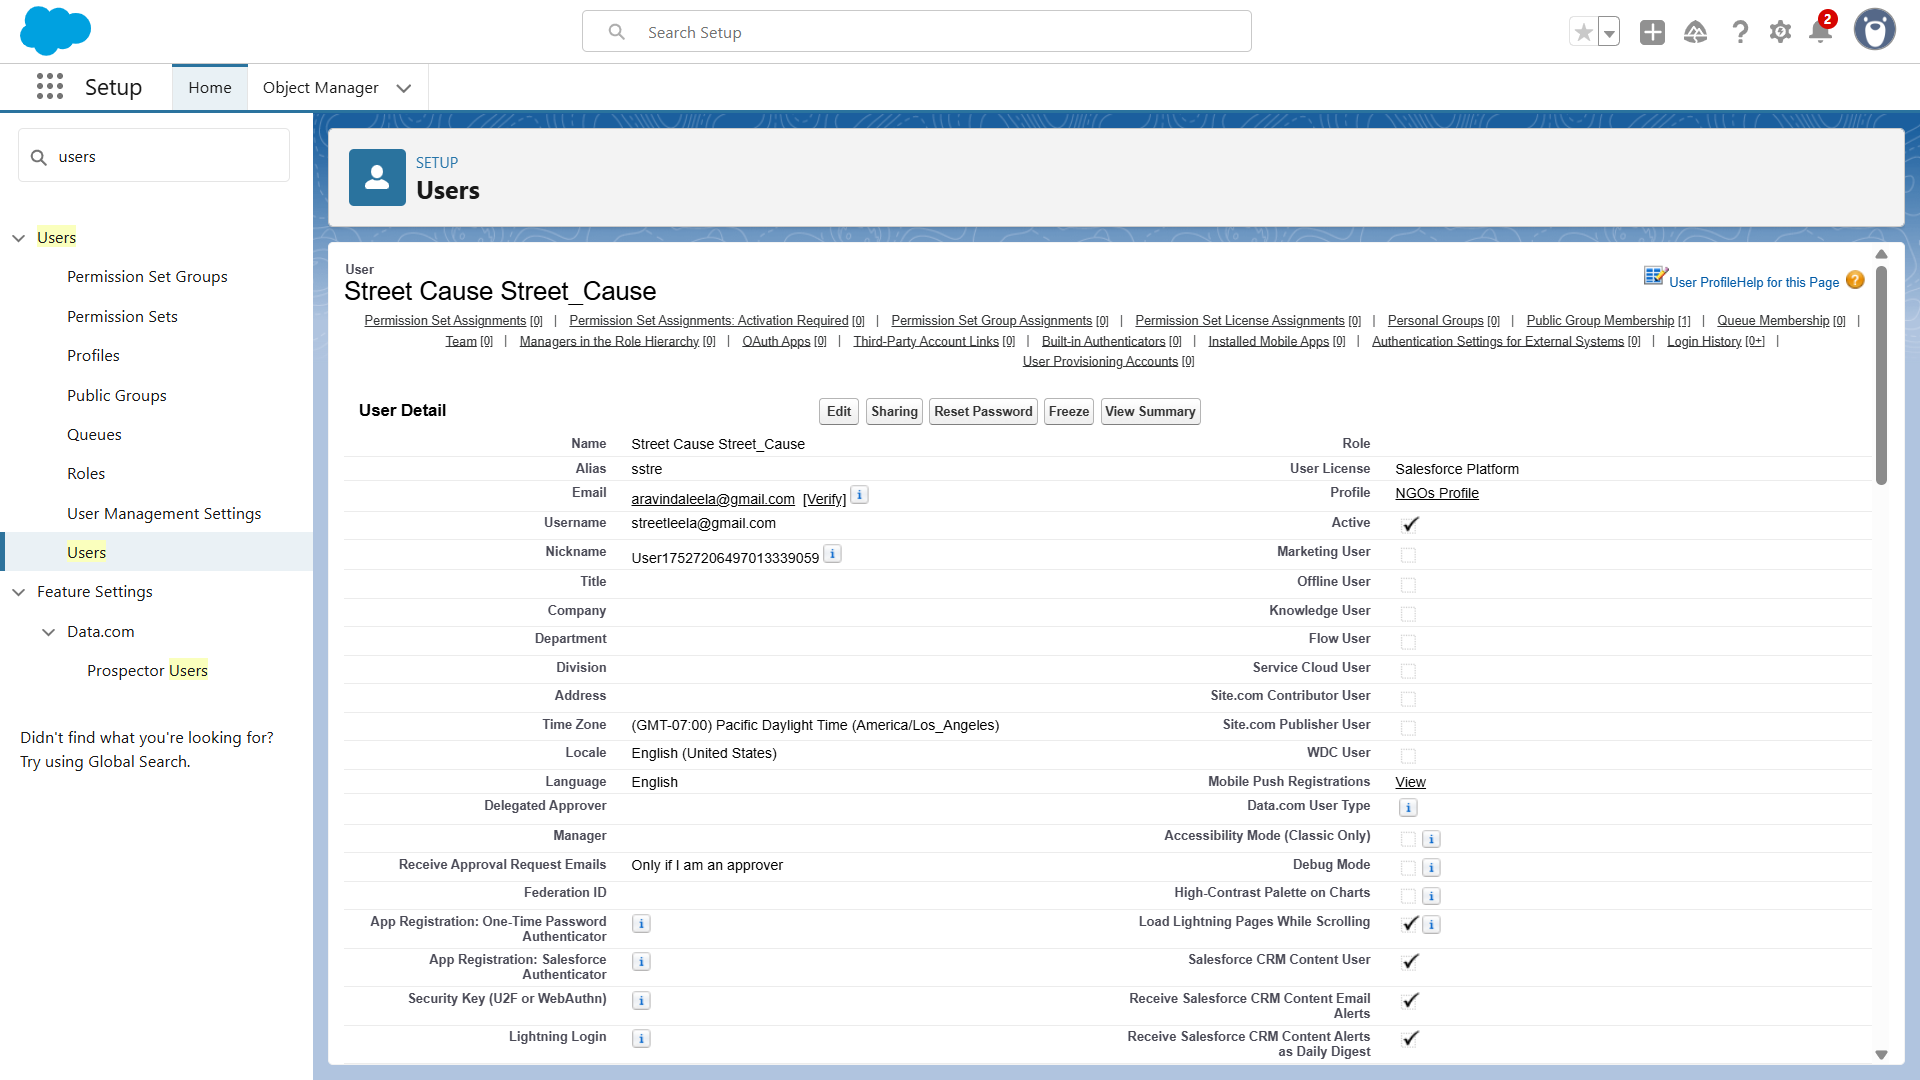 Search Setup
2
Setup
Home
Object Manager
users
Users
Permission Set Groups
Permission Sets
Profiles
Public Groups
Queues
Roles
User Management Settings
Users
Feature Settings
Data.com
Prospector Users
Didn't find what you're looking for?
Try using Global Search.
SETUP
Users
User
Street Cause Street_Cause
User Profile Help for this Page ?
Permission Set Assignments [0] | Permission Set Assignments: Activation Required [0] | Permission Set Group Assignments [0] | Permission Set License Assignments [0] | Personal Groups [0] | Public Group Membership [1] | Queue Membership [0] |
Team [0] | Managers in the Role Hierarchy [0] | OAuth Apps [0] | Third-Party Account Links [0] | Built-in Authenticators [0] | Installed Mobile Apps [0] | Authentication Settings for External Systems [0] | Login History [0+] |
User Provisioning Accounts [0]
User Detail
Edit Sharing Reset Password Freeze View Summary
Name Street Cause Street_Cause Role
Alias sstre User License Salesforce Platform
Email aravindaleela@gmail.com [Verify] i Profile NGOs Profile
Username streetleela@gmail.com Active
Nickname User17527206497013339059 i Marketing User
Title Offline User
Company Knowledge User
Department Flow User
Division Service Cloud User
Address Site.com Contributor User
Time Zone (GMT-07:00) Pacific Daylight Time (America/Los_Angeles) Site.com Publisher User
Locale English (United States) WDC User
Language English Mobile Push Registrations View
Delegated Approver Data.com User Type i
Manager Accessibility Mode (Classic Only) i
Receive Approval Request Emails Only if I am an approver Debug Mode i
Federation ID High-Contrast Palette on Charts i
App Registration: One-Time Password i Load Lightning Pages While Scrolling i
Authenticator
App Registration: Salesforce i Salesforce CRM Content User
Authenticator
Security Key (U2F or WebAuthn) i Receive Salesforce CRM Content Email
Alerts
Lightning Login i Receive Salesforce CRM Content Alerts
as Daily Digest